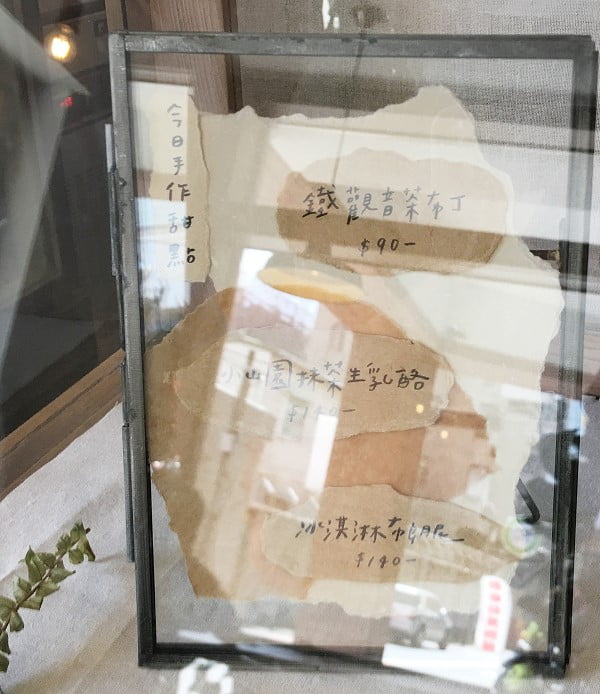 今日手作甜點
鐵觀音茶布丁
$90-
小山園抹茶生乳酪
$140-
冰淇淋布朗尼
$140-